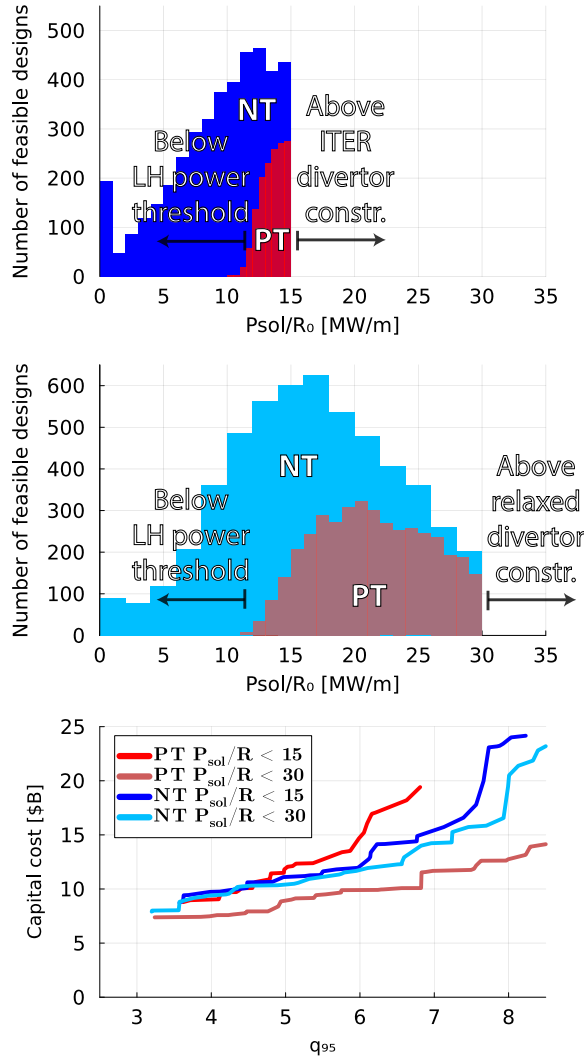 Number of feasible designs
500
400
300
200
100
0
NT
PT
Below
LH power
threshold
Above
ITER
divertor
constr.
0 5 10 15 20 25 30 35
Psol/R₀ [MW/m]
Number of feasible designs
600
500
400
300
200
100
0
NT
PT
Below
LH power
threshold
Above
relaxed
divertor
constr.
0 5 10 15 20 25 30 35
Psol/R₀ [MW/m]
Capital cost [$B]
25
20
15
10
5
0
PT Psol/R < 15
PT Psol/R < 30
NT Psol/R < 15
NT Psol/R < 30
3 4 5 6 7 8
q₉₅